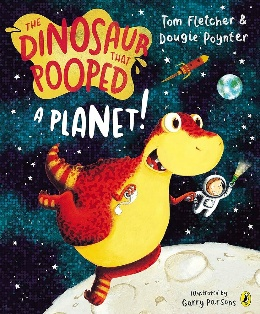 THE
DINOSAUR
THAT
POOPED
A PLANET!
Tom Fletcher &
Dougie Poynter
Illustrated by
Garry Parsons